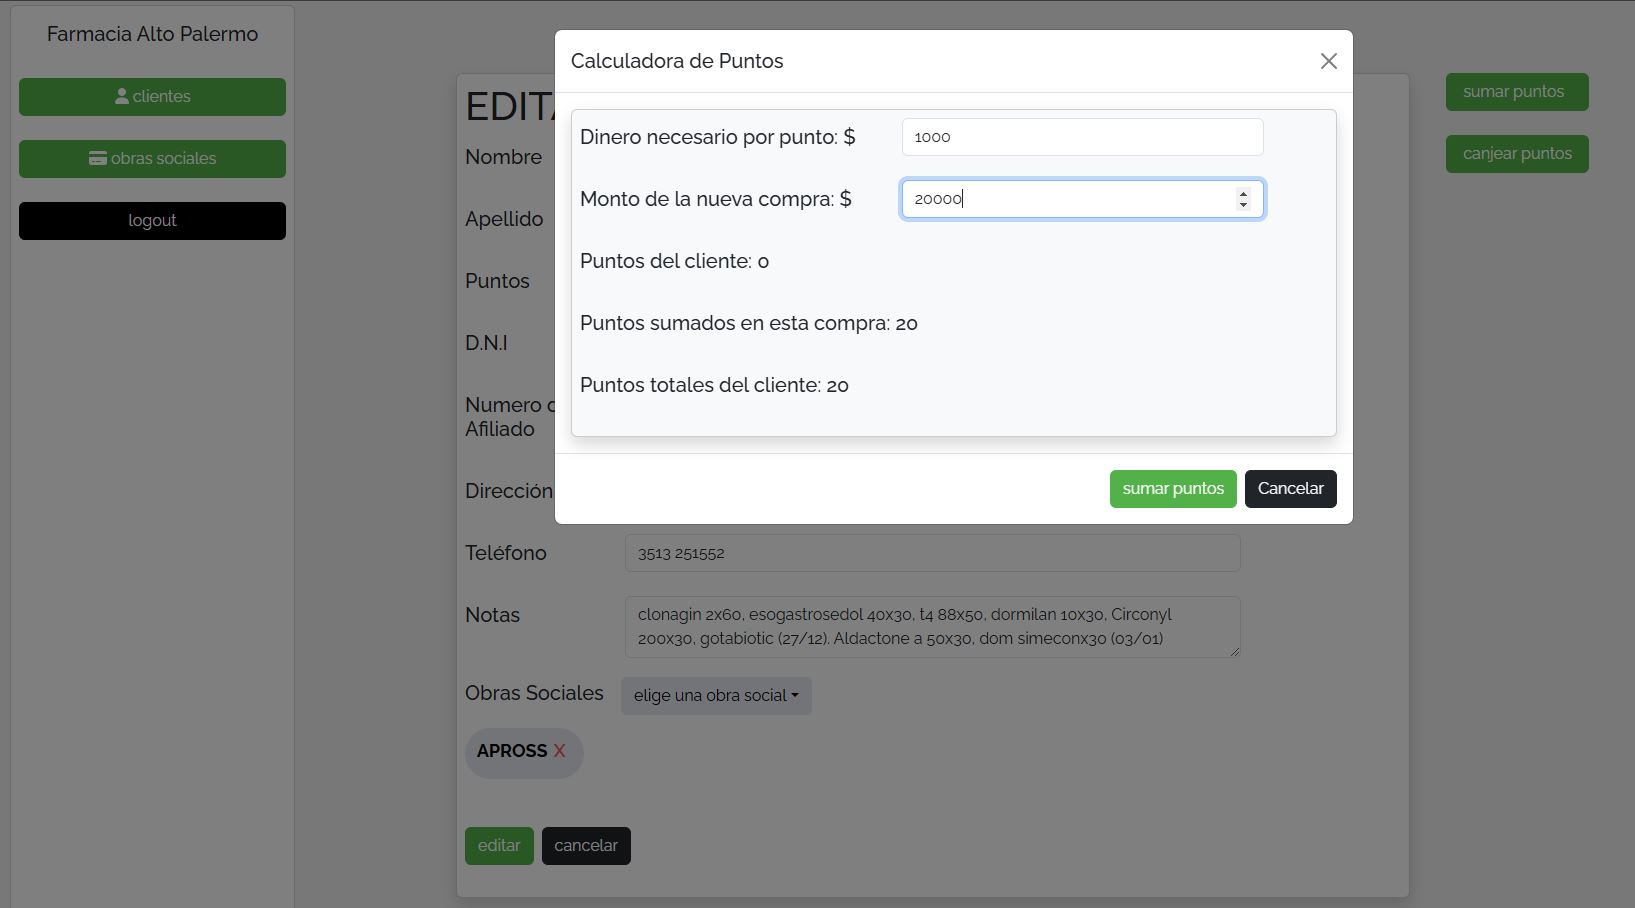 Farmacia Alto Palermo
clientes
obras sociales
logout
Calculadora de Puntos
Dinero necesario por punto: $ 1000
Monto de la nueva compra: $ 20000
Puntos del cliente: 0
Puntos sumados en esta compra: 20
Puntos totales del cliente: 20
sumar puntos Cancelar
Nombre
Apellido
Puntos
D.N.I
Numero
Afiliado
Dirección
Teléfono 3513 251552
Notas
clonagin 2x60, esogastrosedol 40x30, t4 88x50, dormilan 10x30, Circonyl
200x30, gotabiotic (27/12). Aldactone a 50x30, dom simeconx30 (03/01)
Obras Sociales elige una obra social
APROSS X
editar cancelar
sumar puntos
canjear puntos